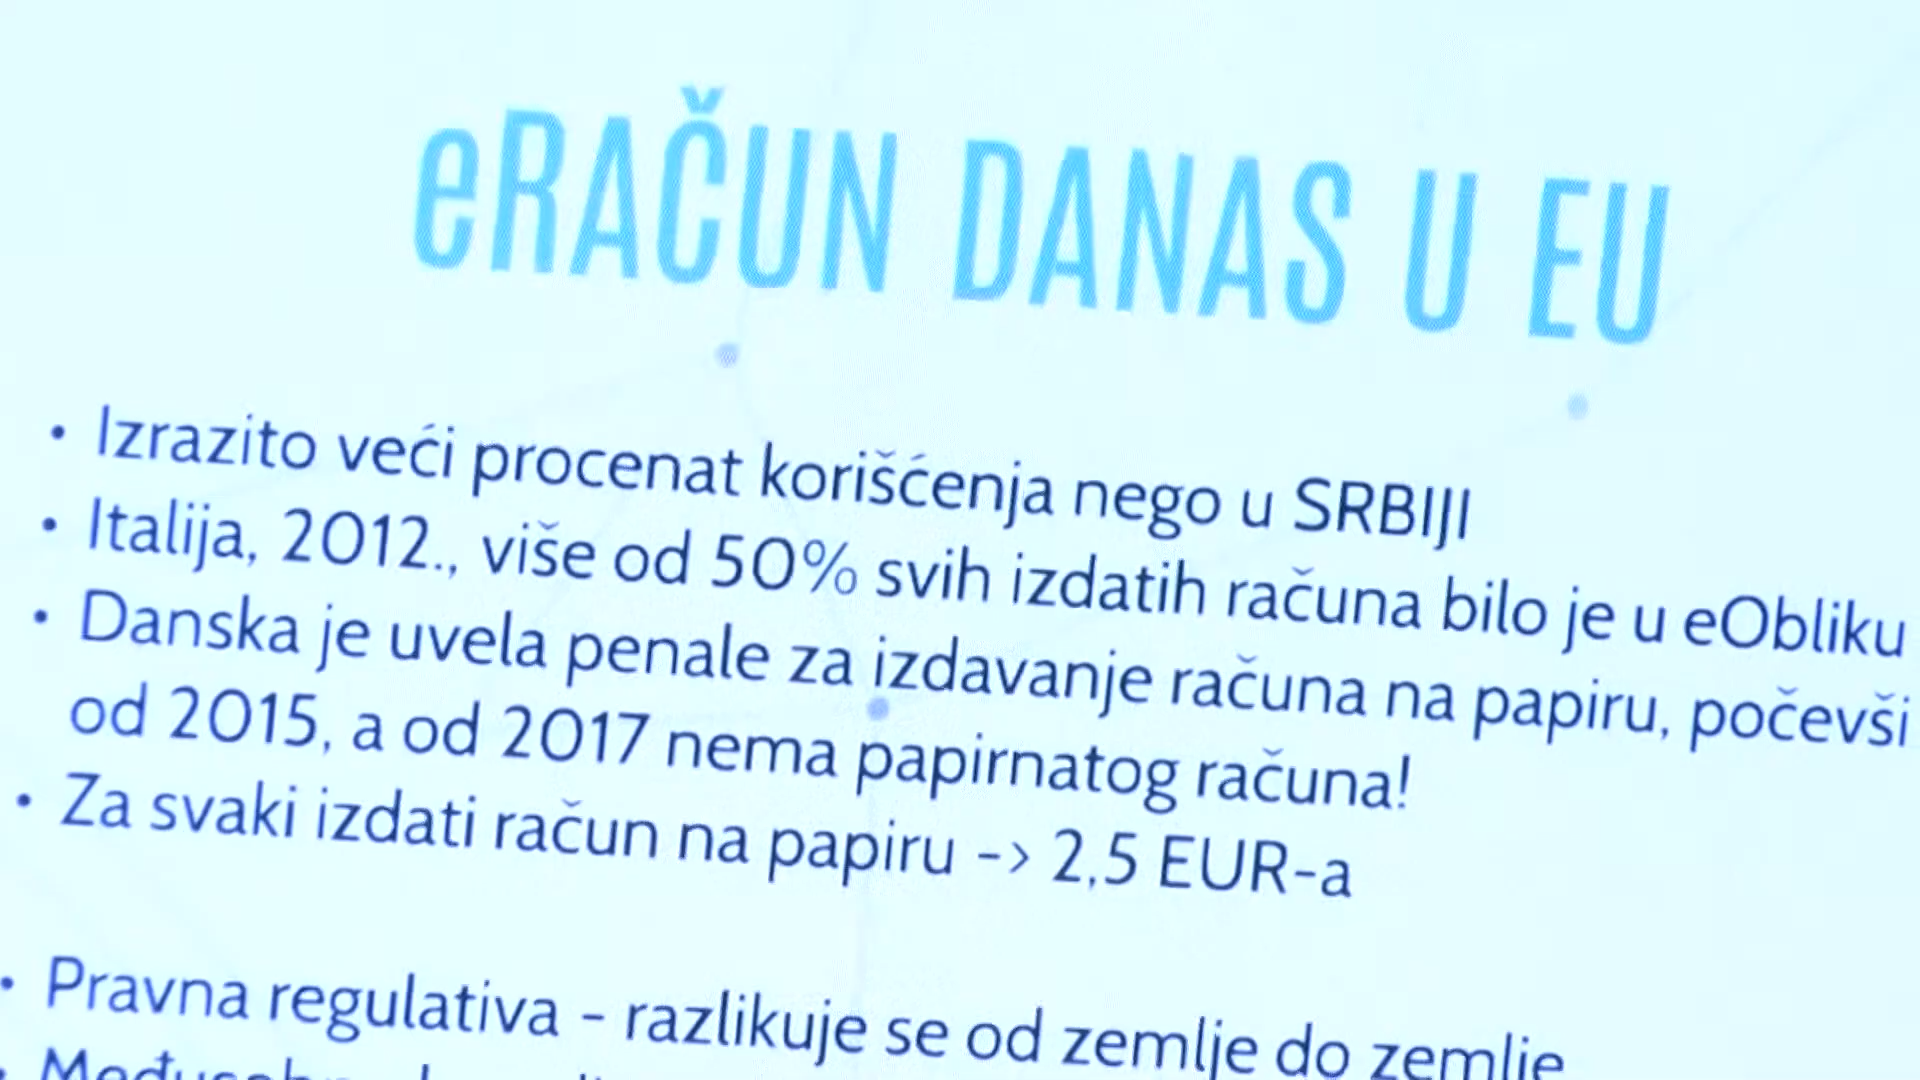 eRAČUN DANAS U EU
• Izrazito veći procenat korišćenja nego u SRBIJI
• Italija, 2012., više od 50% svih izdatih računa bilo je u eObliku
• Danska je uvela penale za izdavanje računa na papiru, počevši
od 2015, a od 2017 nema papirnatog računa!
• Za svaki izdati račun na papiru -> 2,5 EUR-a
• Pravna regulativa - razlikuje se od zemlje do zemlje